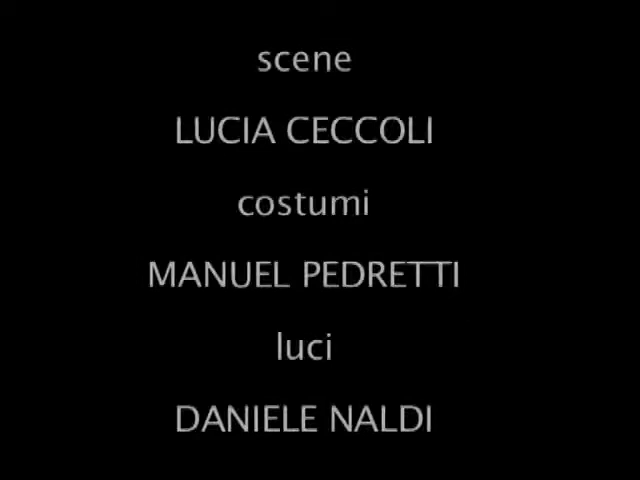 scene
LUCIA CECCOLI
costumi
MANUEL PEDRETTI
luci
DANIELE NALDI